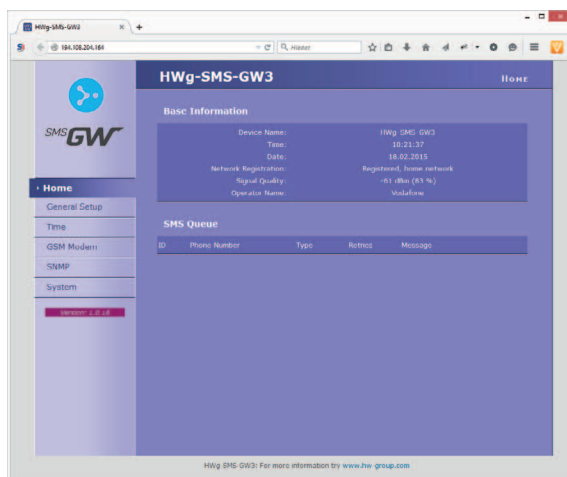 HWg-SMS-GW3
184.108.204.164
Hledat
SMS GW
HWg-SMS-GW3
Home
Base Information
Device Name: HWg SMS GW3
Time: 10:21:37
Date: 18.02.2015
Network Registration: Registered, home network
Signal Quality: -61 dBm (83 %)
Operator Name: Vodafone
Home
General Setup
Time
GSM Modem
SNMP
System
SMS Queue
ID Phone Number Type Retries Message
HWg SMS GW3: For more information try www.hw-group.com